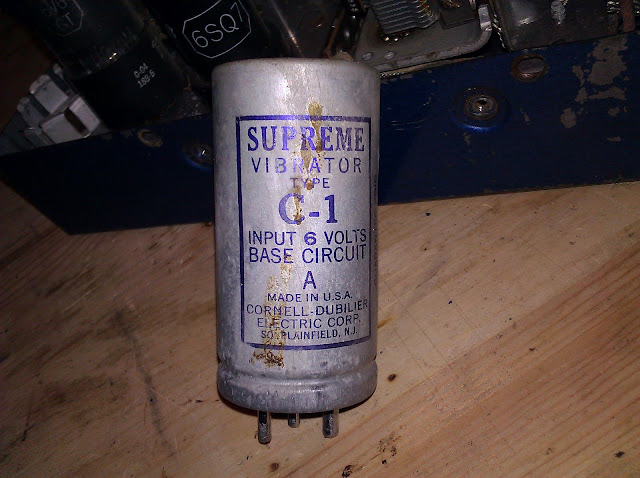 6SQ7
SUPREME
VIBRATOR
TYPE
C-1
INPUT 6 VOLTS
BASE CIRCUIT
A
MADE IN U.S.A.
CORNELL-DUBILIER
ELECTRIC CORP.
SO. PLAINFIELD, N.J.